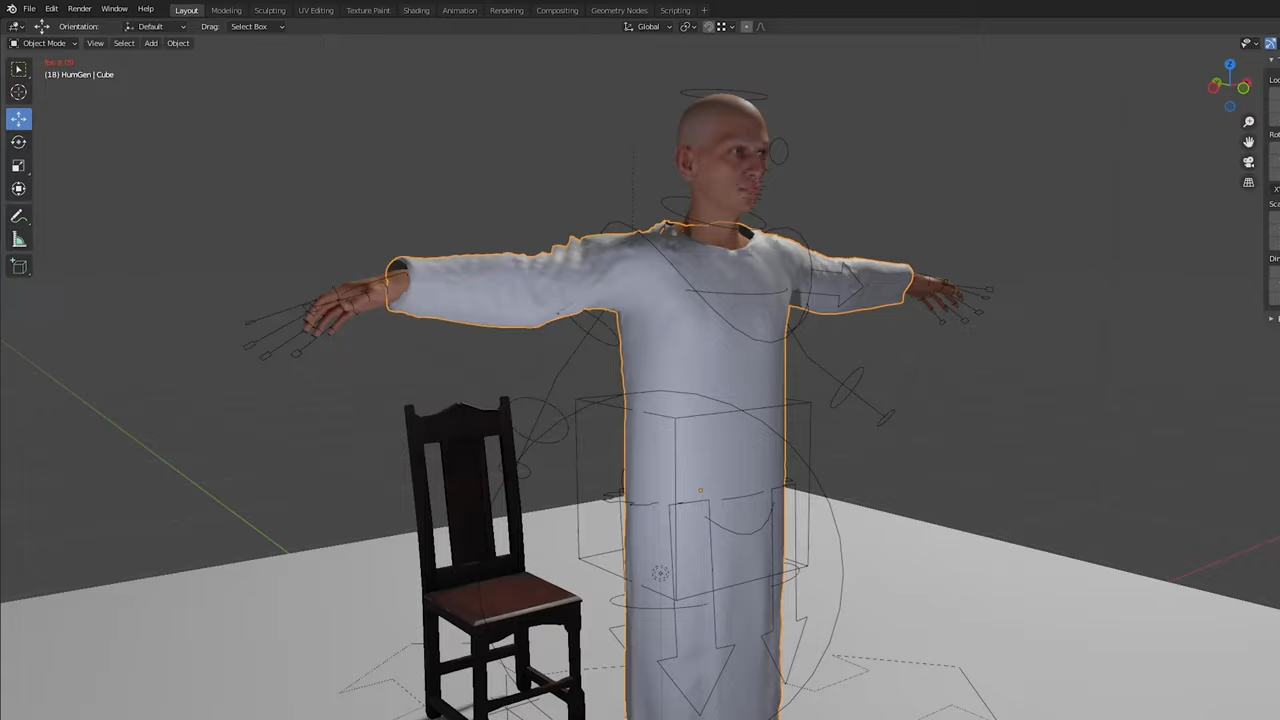 File Edit Render Window Help Layout Modeling Sculpting UV Editing Texture Paint Shading Animation Rendering Compositing Geometry Nodes Scripting +
Orientation: Default Drag: Select Box Global
Object Mode View Select Add Object
(18) HumGen | Cube
Z